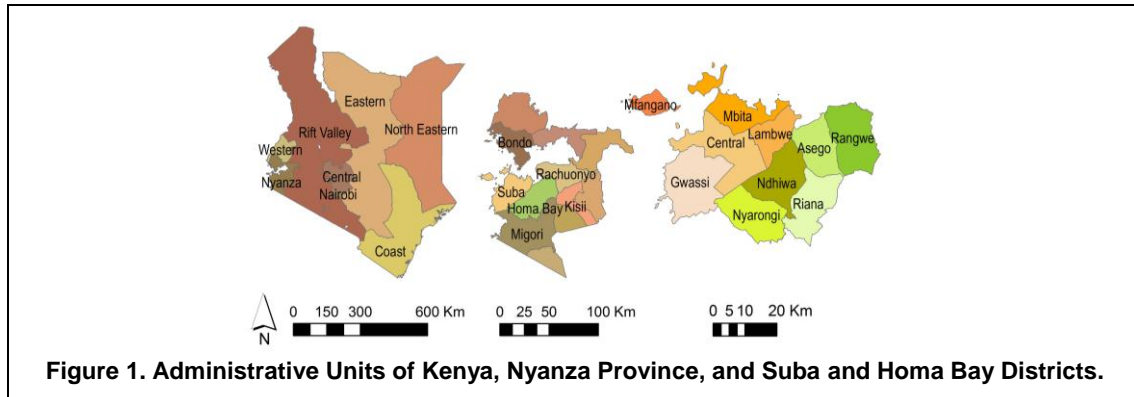 Eastern
North Eastern
Rift Valley
Western
Nyanza
Central
Nairobi
Coast
Bondo
Rachuonyo
Suba
Homa Bay
Kisii
Migori
Mfangano
Mbita
Lambwe
Central
Asego
Rangwe
Gwassi
Ndhiwa
Riana
Nyarongi
N
0 150 300 600 Km
0 25 50 100 Km
0 5 10 20 Km
Figure 1. Administrative Units of Kenya, Nyanza Province, and Suba and Homa Bay Districts.